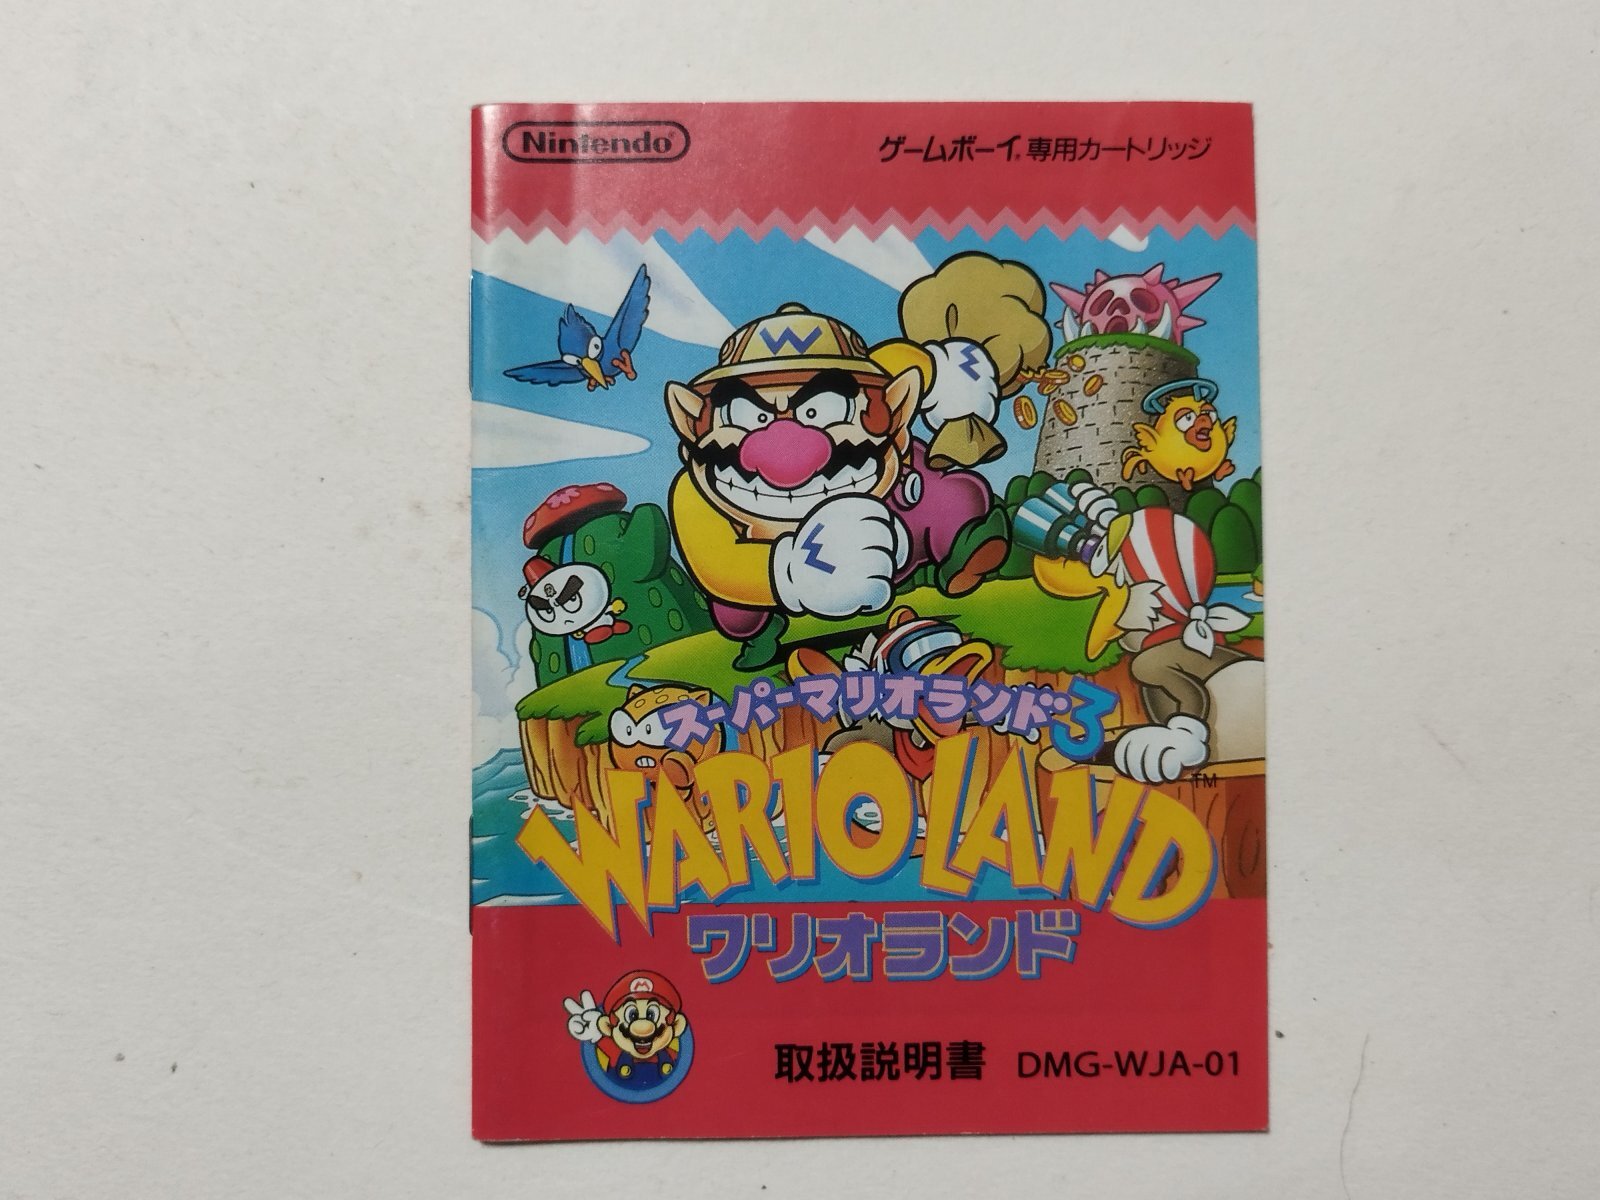 Nintendo®
ゲームボーイ® 専用カートリッジ
W
スーパーマリオランド3
WARIO LAND™
ワリオランド
M
取扱説明書 DMG-WJA-01